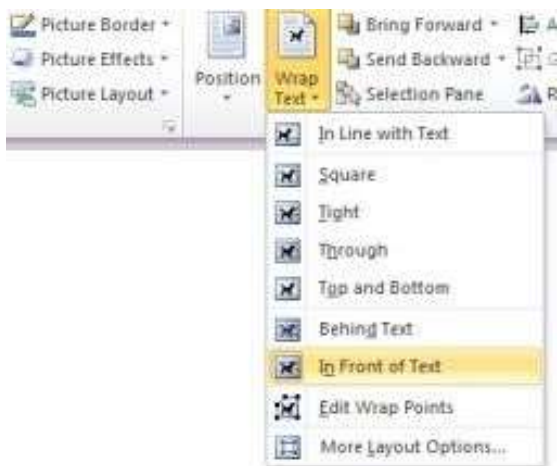 Picture Border
Picture Effects
Picture Layout
Position
Wrap
Text
Bring Forward
Send Backward
Selection Pane
In Line with Text
Square
Tight
Through
Top and Bottom
Behind Text
In Front of Text
Edit Wrap Points
More Layout Options...